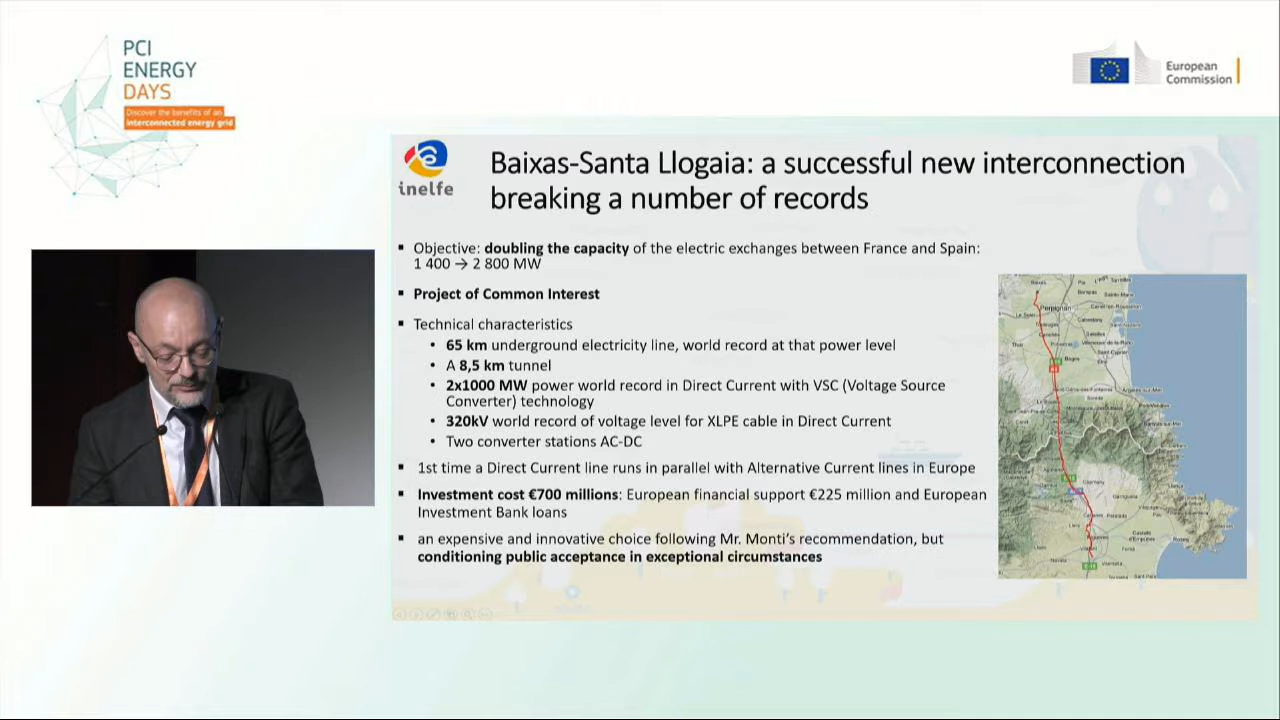 PCI
ENERGY
DAYS
Discover the benefits of an
interconnected energy grid
European
Commission
inelfe
Baixas-Santa Llogaia: a successful new interconnection
breaking a number of records
▪ Objective: doubling the capacity of the electric exchanges between France and Spain:
1 400 → 2 800 MW
▪ Project of Common Interest
▪ Technical characteristics
• 65 km underground electricity line, world record at that power level
• A 8,5 km tunnel
• 2x1000 MW power world record in Direct Current with VSC (Voltage Source
Converter) technology
• 320kV world record of voltage level for XLPE cable in Direct Current
• Two converter stations AC-DC
▪ 1st time a Direct Current line runs in parallel with Alternative Current lines in Europe
▪ Investment cost €700 millions: European financial support €225 million and European
Investment Bank loans
▪ an expensive and innovative choice following Mr. Monti's recommendation, but
conditioning public acceptance in exceptional circumstances
Baixas
Perpignan